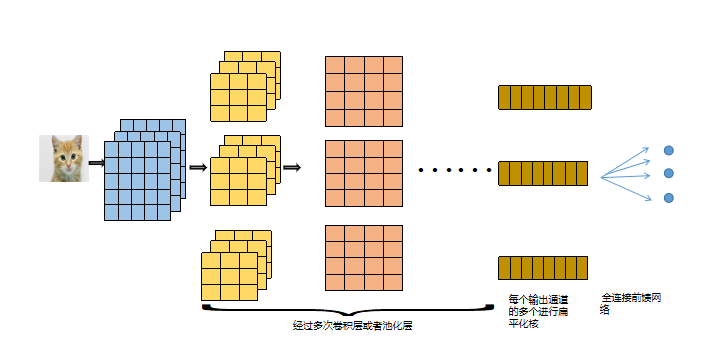 经过多次卷积层或者池化层
每个输出通道
的多个进行扁
平化核
全连接前馈网
络